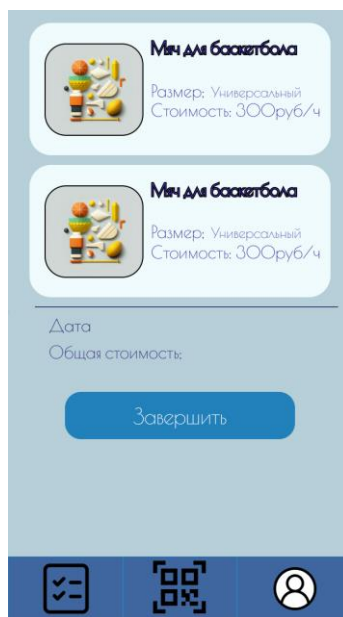 Мяч для баскетбола
Размер: Универсальный
Стоимость: 300руб/ч
Мяч для баскетбола
Размер: Универсальный
Стоимость: 300руб/ч
Дата
Общая стоимость:
Завершить